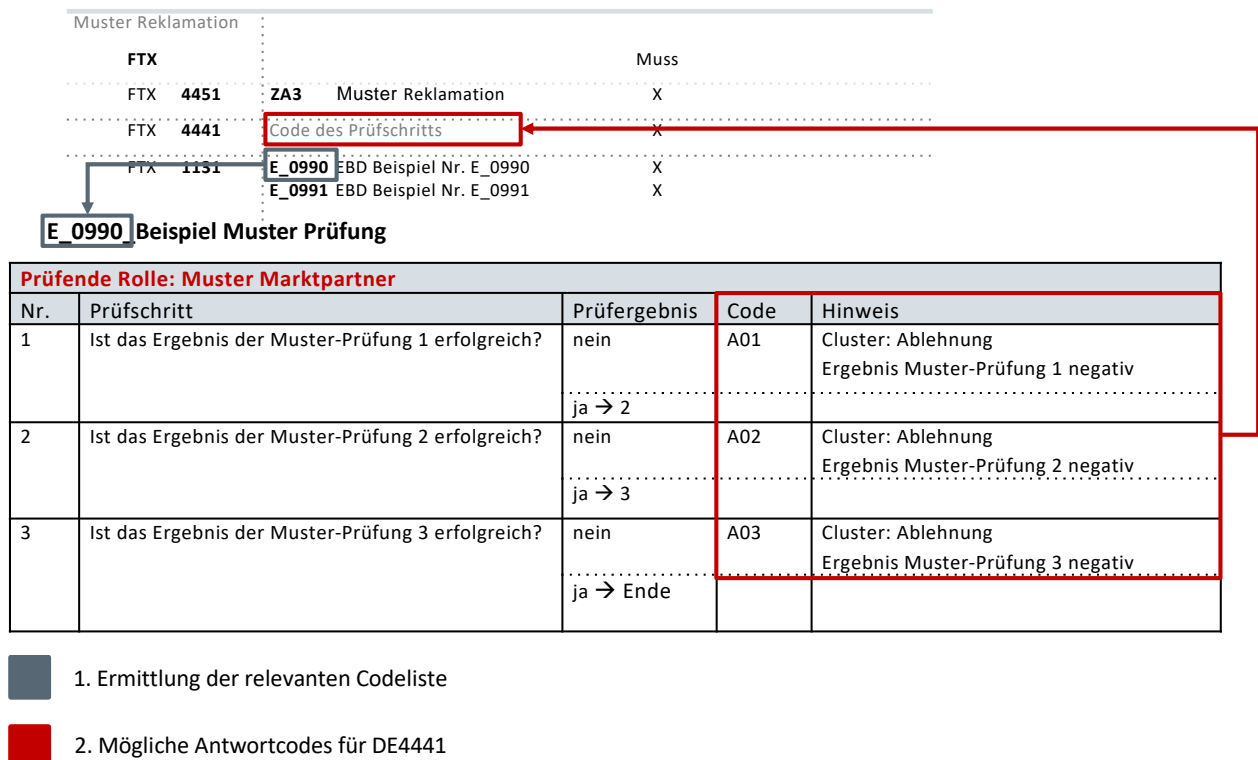 Muster Reklamation
FTX Muss
FTX 4451 ZA3 Muster Reklamation X
FTX 4441 Code des Prüfschritts X
FTX 1131 E_0990 EBD Beispiel Nr. E_0990 X
E_0991 EBD Beispiel Nr. E_0991 X
E_0990_Beispiel Muster Prüfung
Prüfende Rolle: Muster Marktpartner
Nr. Prüfschritt Prüfergebnis Code Hinweis
1 Ist das Ergebnis der Muster-Prüfung 1 erfolgreich? nein A01 Cluster: Ablehnung
Ergebnis Muster-Prüfung 1 negativ
ja → 2
2 Ist das Ergebnis der Muster-Prüfung 2 erfolgreich? nein A02 Cluster: Ablehnung
Ergebnis Muster-Prüfung 2 negativ
ja → 3
3 Ist das Ergebnis der Muster-Prüfung 3 erfolgreich? nein A03 Cluster: Ablehnung
Ergebnis Muster-Prüfung 3 negativ
ja → Ende
1. Ermittlung der relevanten Codeliste
2. Mögliche Antwortcodes für DE4441